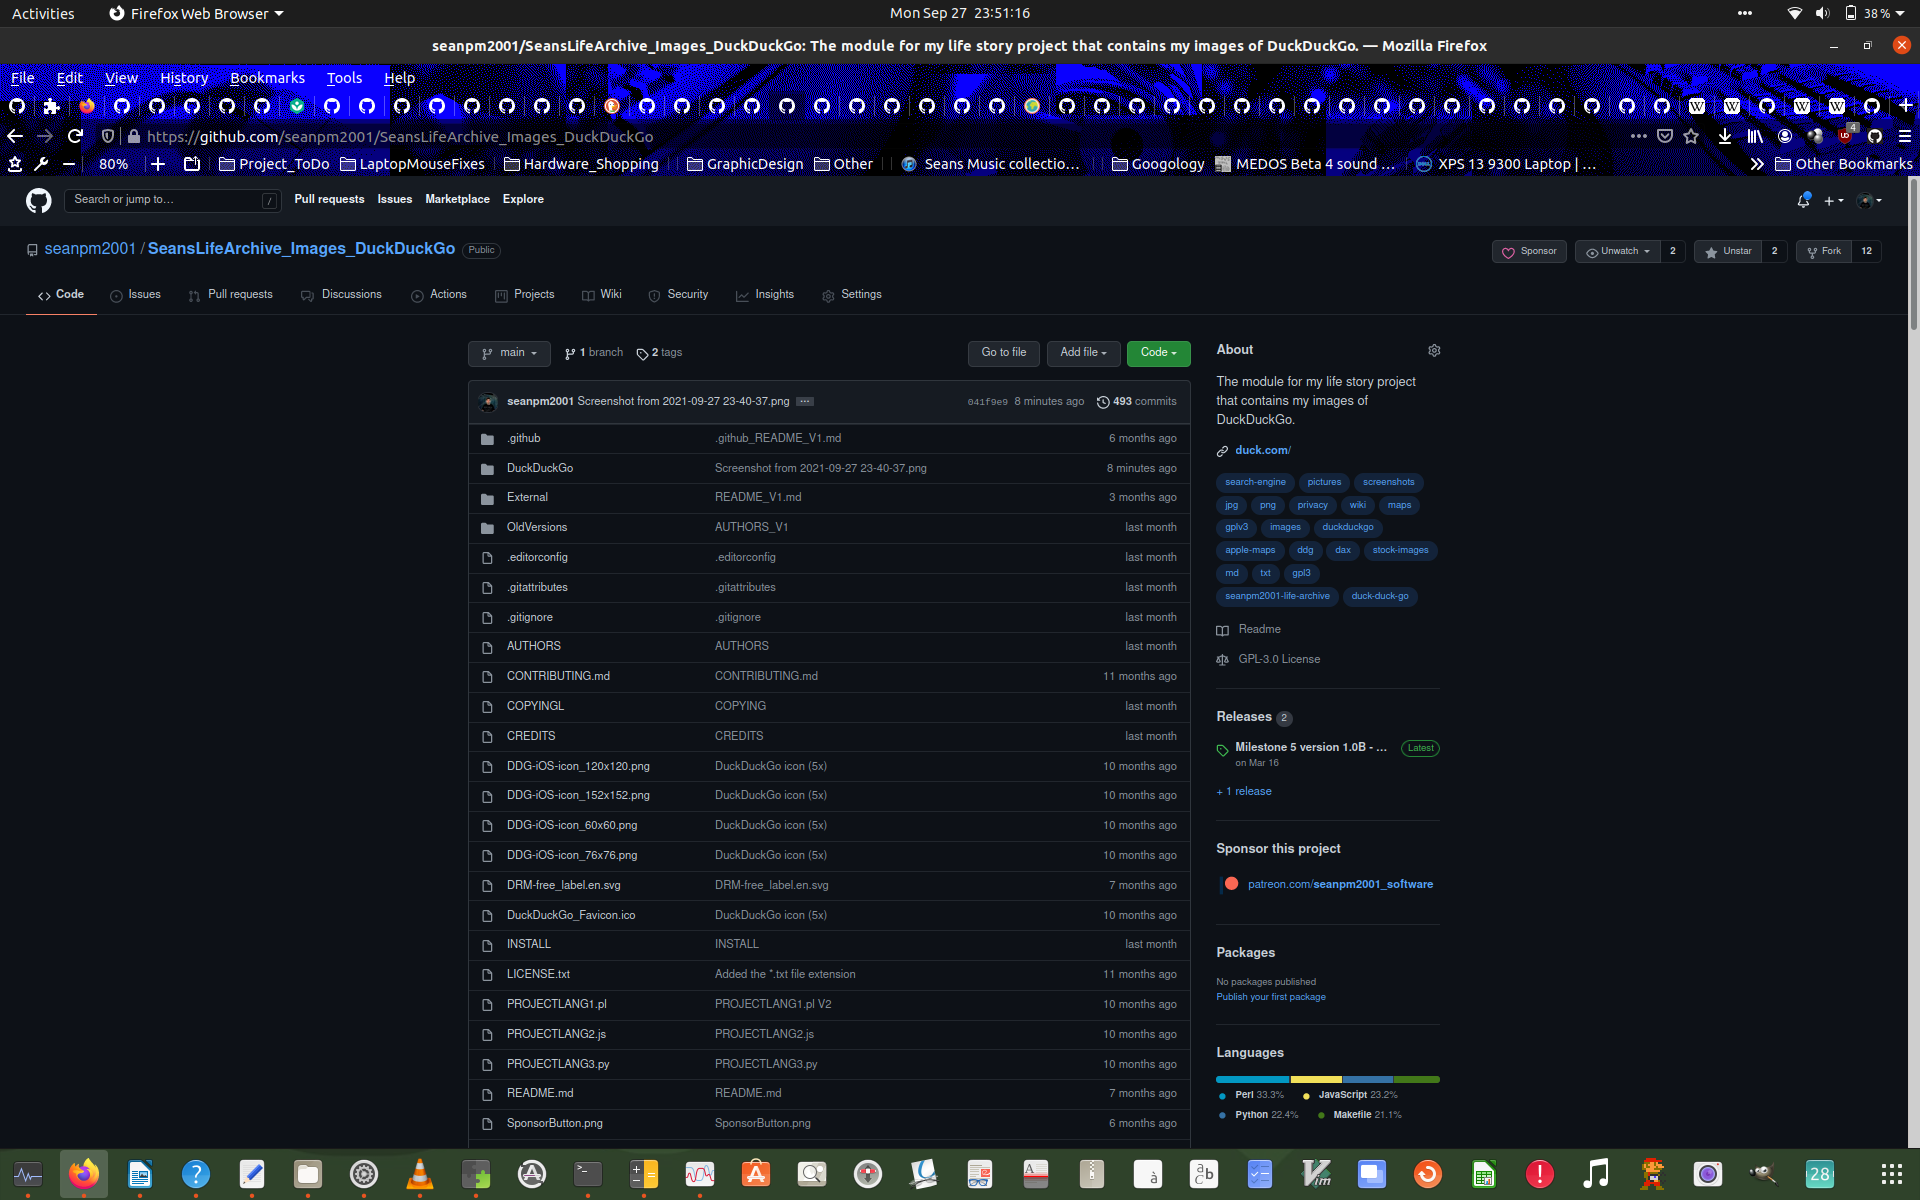 Activities
Firefox Web Browser
Mon Sep 27 23:51:16
38 %
seanpm2001/SeansLifeArchive_Images_DuckDuckGo: The module for my life story project that contains my images of DuckDuckGo. — Mozilla Firefox
File Edit View History Bookmarks Tools Help
https://github.com/seanpm2001/SeansLifeArchive_Images_DuckDuckGo
4
80%
Project_ToDo
LaptopMouseFixes
Hardware_Shopping
GraphicDesign
Other
Seans Music collectio…
Googology
MEDOS Beta 4 sound …
XPS 13 9300 Laptop | …
Other Bookmarks
Search or jump to… /
Pull requests Issues Marketplace Explore
seanpm2001 / SeansLifeArchive_Images_DuckDuckGo Public
Sponsor
Unwatch 2
Unstar 2
Fork 12
Code
Issues
Pull requests
Discussions
Actions
Projects
Wiki
Security
Insights
Settings
main
1 branch
2 tags
Go to file
Add file
Code
seanpm2001 Screenshot from 2021-09-27 23-40-37.png … 041f9e9 8 minutes ago 493 commits
.github .github_README_V1.md 6 months ago
DuckDuckGo Screenshot from 2021-09-27 23-40-37.png 8 minutes ago
External README_V1.md 3 months ago
OldVersions AUTHORS_V1 last month
.editorconfig .editorconfig last month
.gitattributes .gitattributes last month
.gitignore .gitignore last month
AUTHORS AUTHORS last month
CONTRIBUTING.md CONTRIBUTING.md 11 months ago
COPYINGL COPYING last month
CREDITS CREDITS last month
DDG-iOS-icon_120x120.png DuckDuckGo icon (5x) 10 months ago
DDG-iOS-icon_152x152.png DuckDuckGo icon (5x) 10 months ago
DDG-iOS-icon_60x60.png DuckDuckGo icon (5x) 10 months ago
DDG-iOS-icon_76x76.png DuckDuckGo icon (5x) 10 months ago
DRM-free_label.en.svg DRM-free_label.en.svg 7 months ago
DuckDuckGo_Favicon.ico DuckDuckGo icon (5x) 10 months ago
INSTALL INSTALL last month
LICENSE.txt Added the *.txt file extension 11 months ago
PROJECTLANG1.pl PROJECTLANG1.pl V2 10 months ago
PROJECTLANG2.js PROJECTLANG2.js 10 months ago
PROJECTLANG3.py PROJECTLANG3.py 10 months ago
README.md README.md 7 months ago
SponsorButton.png SponsorButton.png 6 months ago
About
The module for my life story project
that contains my images of
DuckDuckGo.
duck.com/
search-engine pictures screenshots
jpg png privacy wiki maps
gplv3 images duckduckgo
apple-maps ddg dax stock-images
md txt gpl3
seanpm2001-life-archive duck-duck-go
Readme
GPL-3.0 License
Releases 2
Milestone 5 version 1.0B - … Latest
on Mar 16
+ 1 release
Sponsor this project
patreon.com/seanpm2001_software
Packages
No packages published
Publish your first package
Languages
Perl 33.3% JavaScript 23.2%
Python 22.4% Makefile 21.1%
28